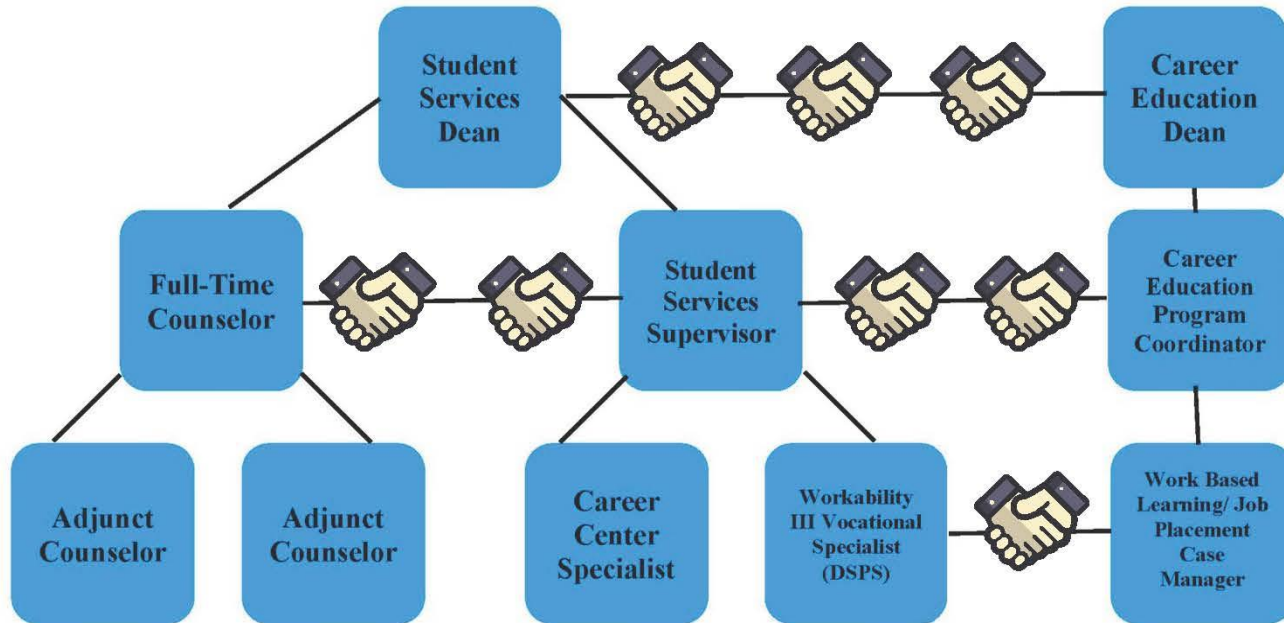 Student
Services
Dean
Career
Education
Dean
Full-Time
Counselor
Student
Services
Supervisor
Career
Education
Program
Coordinator
Adjunct
Counselor
Adjunct
Counselor
Career
Center
Specialist
Workability
III Vocational
Specialist
(DSPS)
Work Based
Learning/ Job
Placement
Case
Manager